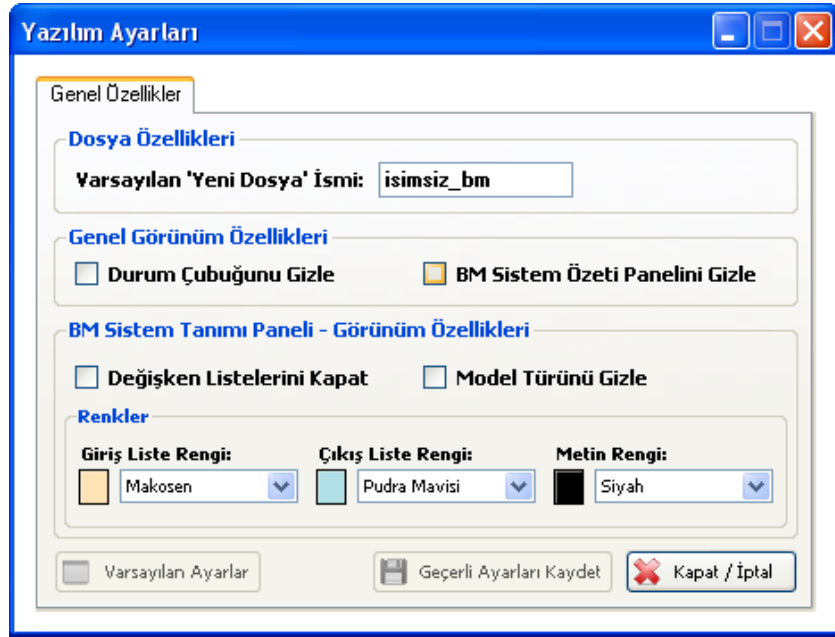 Yazılım Ayarları
Genel Özellikler
Dosya Özellikleri
Varsayılan 'Yeni Dosya' İsmi: isimsiz_bm
Genel Görünüm Özellikleri
Durum Çubuğunu Gizle BM Sistem Özeti Panelini Gizle
BM Sistem Tanımı Paneli - Görünüm Özellikleri
Değişken Listelerini Kapat Model Türünü Gizle
Renkler
Giriş Liste Rengi: Çıkış Liste Rengi: Metin Rengi:
Makosen Pudra Mavisi Siyah
Varsayılan Ayarlar Geçerli Ayarları Kaydet Kapat / İptal